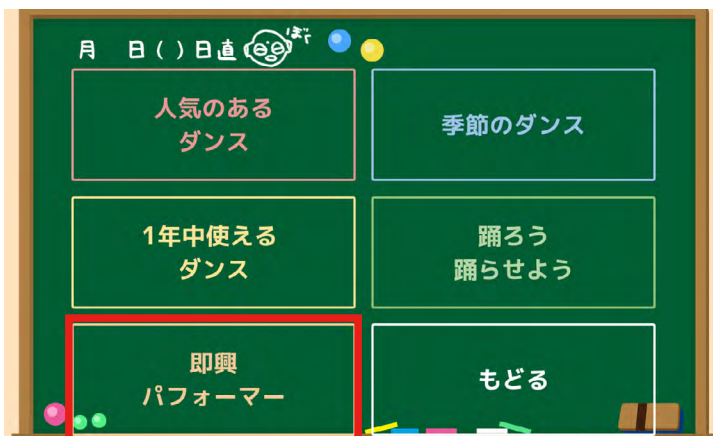 月 日()日直
ぼく
人気のある
ダンス
季節のダンス
1年中使える
ダンス
踊ろう
踊らせよう
即興
パフォーマー
もどる